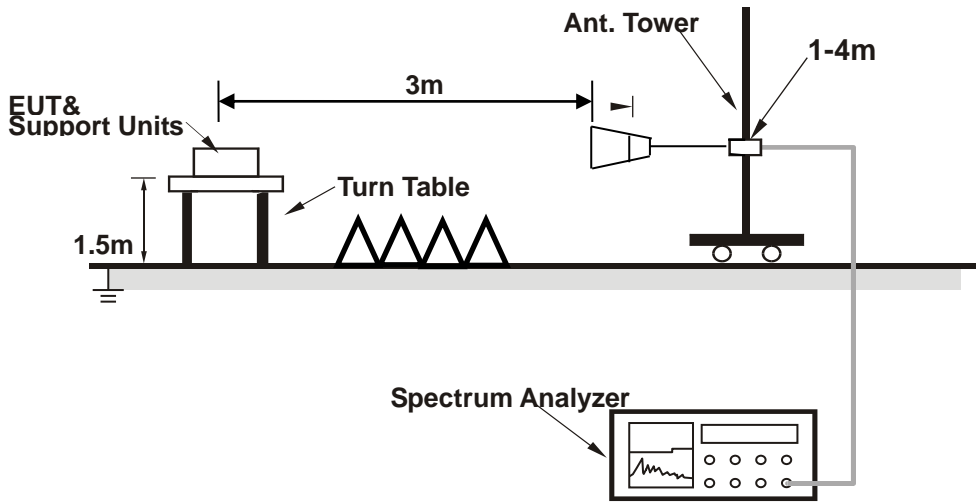 Ant. Tower
1-4m
3m
EUT&
Support Units
Turn Table
1.5m
Spectrum Analyzer